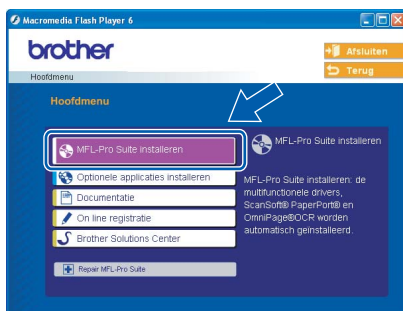 Macromedia Flash Player 6
brother
Afsluiten
Terug
Hoofdmenu
Hoofdmenu
MFL-Pro Suite installeren
Optionele applicaties installeren
Documentatie
On line registratie
Brother Solutions Center
Repair MFL-Pro Suite
MFL-Pro Suite installeren
MFL-Pro Suite installeren: de
multifunctionele drivers,
ScanSoft® PaperPort® en
OmniPage®OCR worden
automatisch geïnstalleerd.